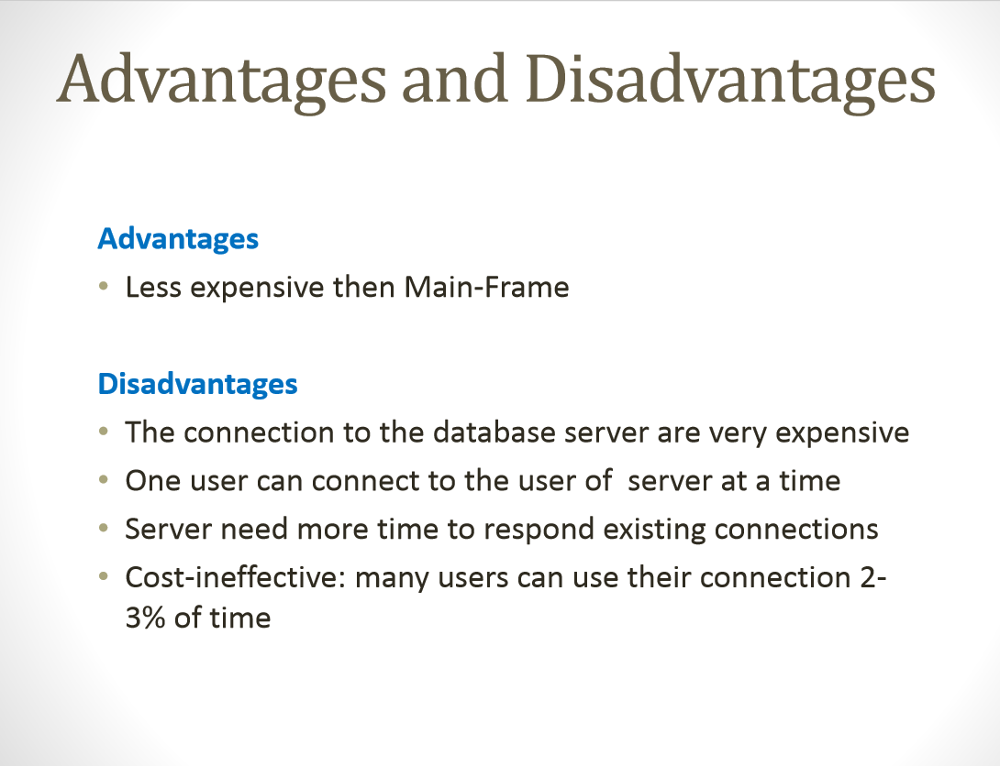 Advantages and Disadvantages
Advantages
• Less expensive then Main-Frame
Disadvantages
• The connection to the database server are very expensive
• One user can connect to the user of  server at a time
• Server need more time to respond existing connections
• Cost-ineffective: many users can use their connection 2-
3% of time